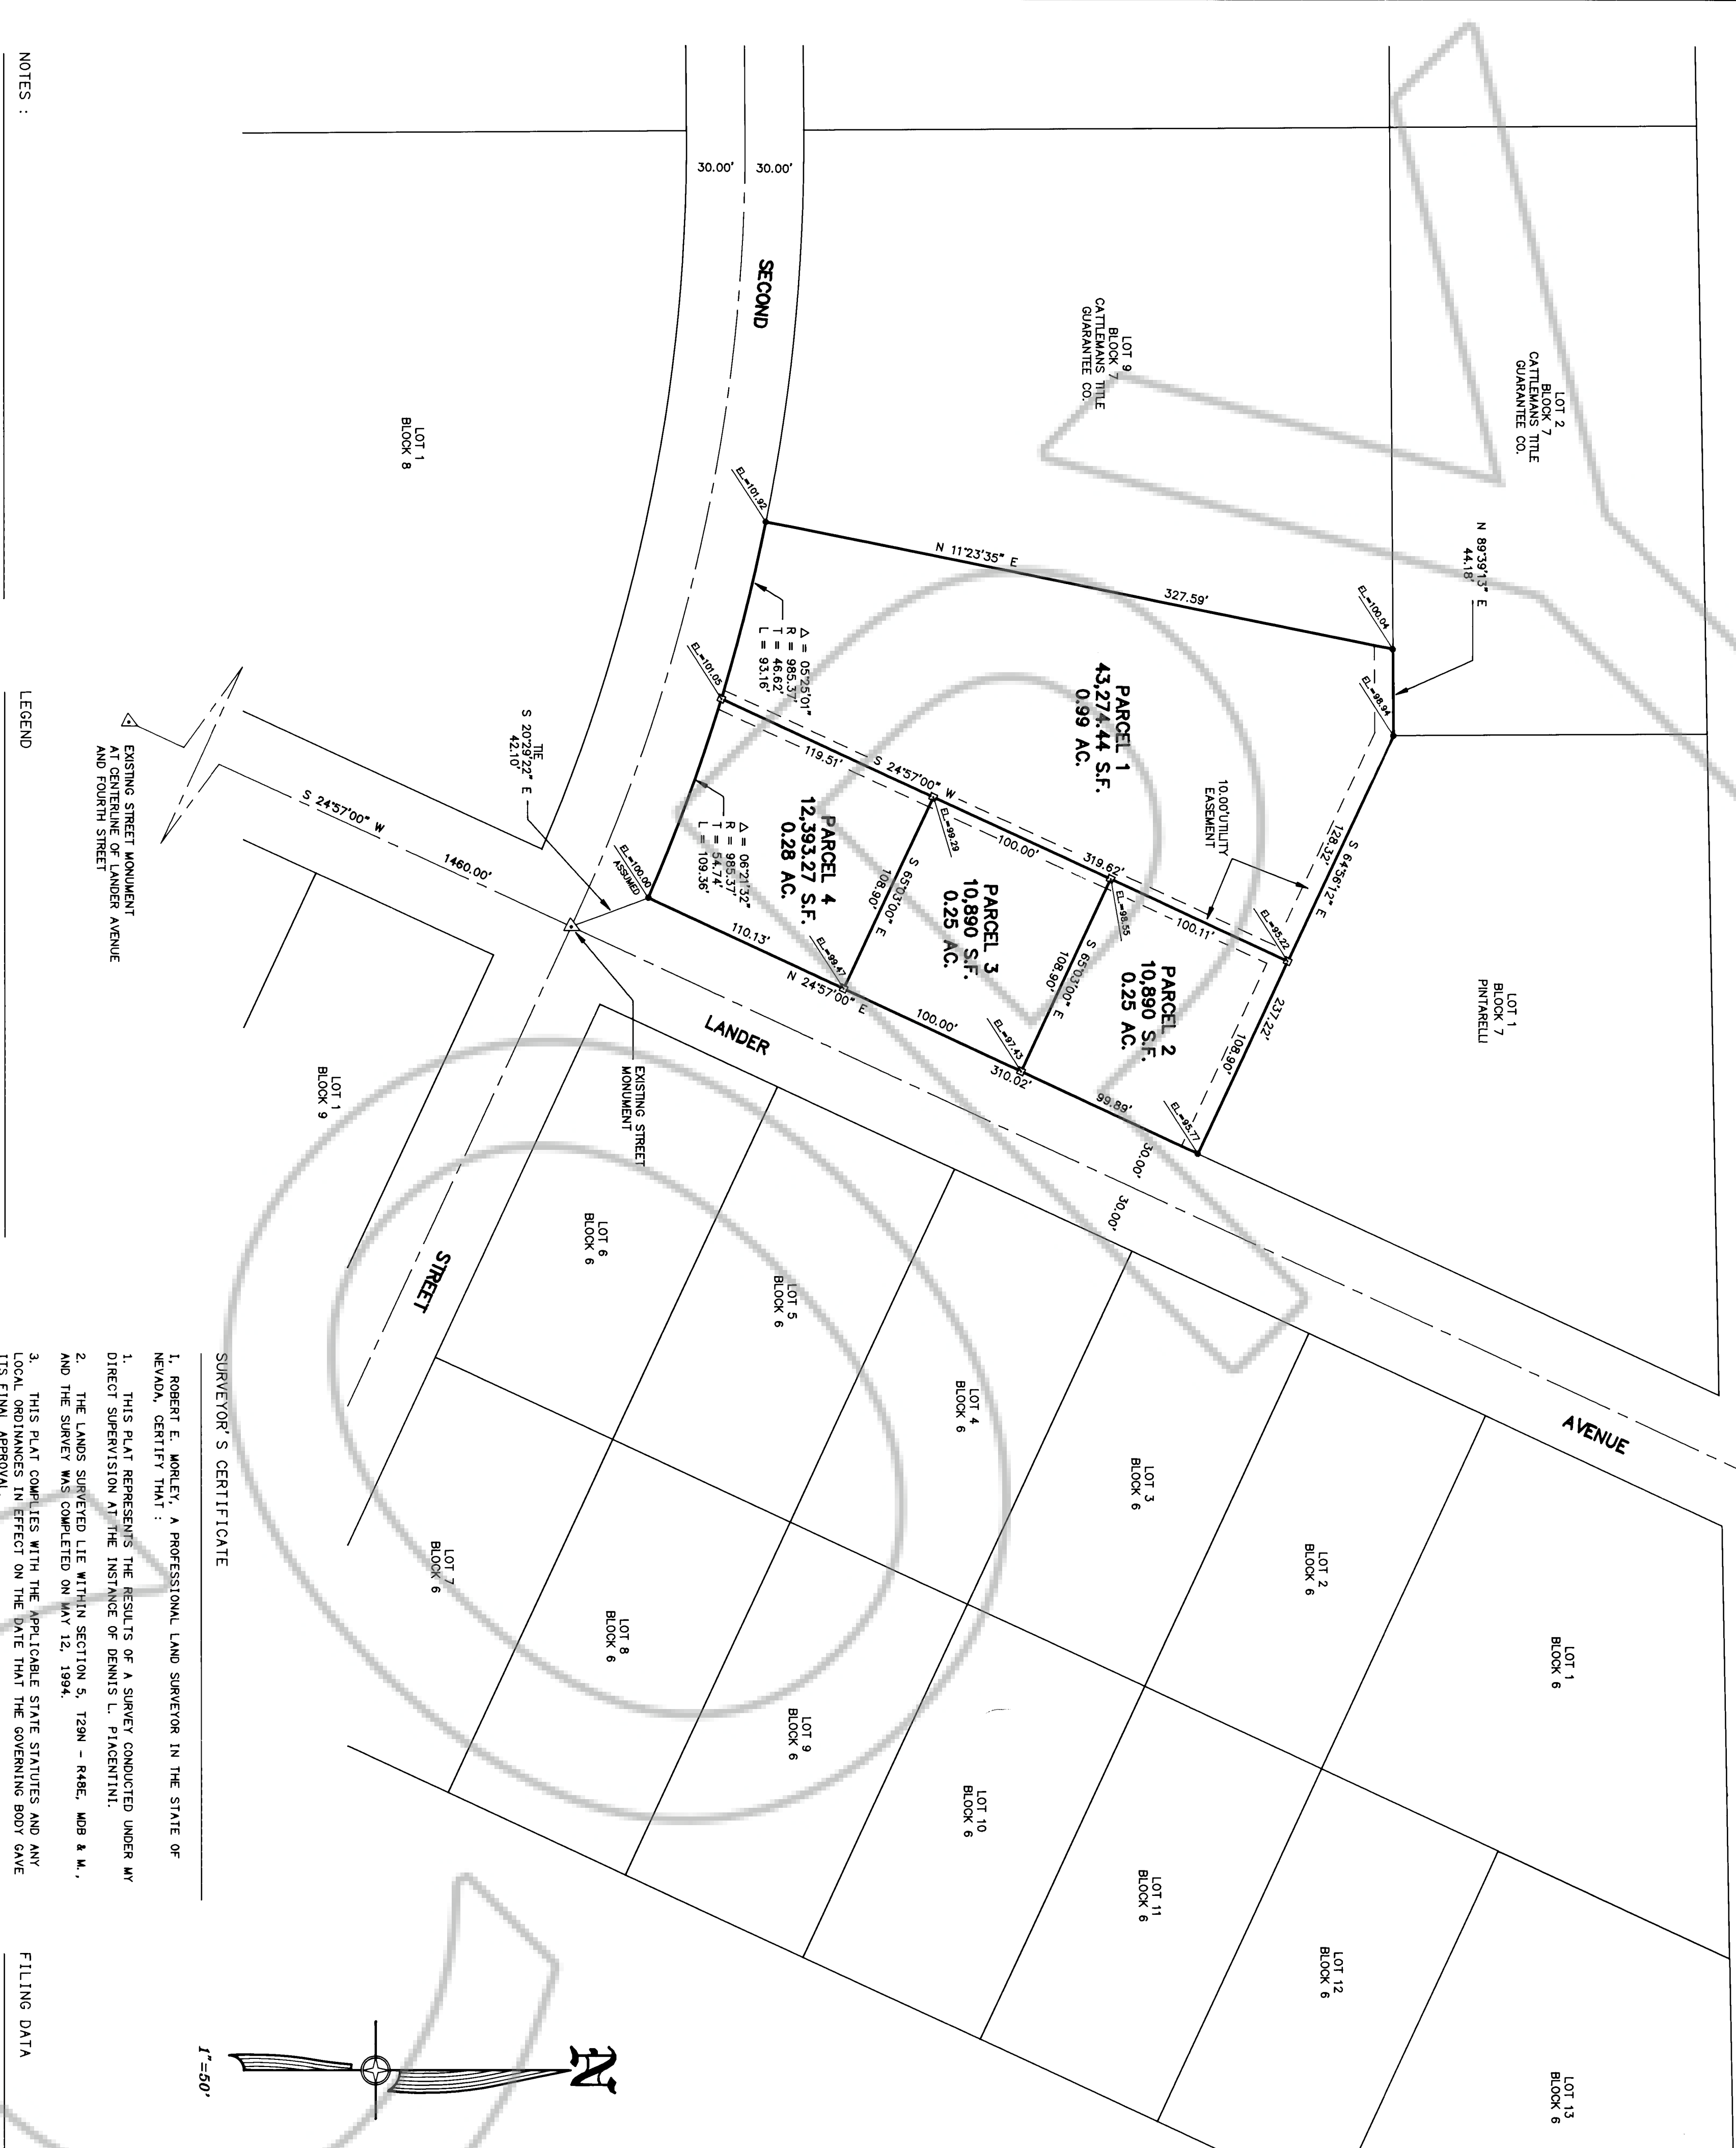 LOT 2
BLOCK 7
CATTLEMANS TITLE
GUARANTEE CO.
N 89°39'13" E
44.18'
LOT 1
BLOCK 7
PINTARELLI
LOT 9
BLOCK 7
CATTLEMANS TITLE
GUARANTEE CO.
EL.=100.04
EL.=98.94
S 64°56'12" E
128.32'
237.22'
108.90'
N 11°23'35" E
327.59'
PARCEL 1
43,274.44 S.F.
0.99 AC.
10.00'UTILITY
EASEMENT
EL.=95.22
EL.=95.77
PARCEL 2
10,890 S.F.
0.25 AC.
100.11'
99.89'
S 65°03'00" E
108.90'
EL.=98.55
EL.=97.43
PARCEL 3
10,890 S.F.
0.25 AC.
319.62'
100.00'
100.00'
310.02'
S 65°03'00" E
108.90'
EL.=99.29
EL.=99.47
N 24°57'00" E
S 24°57'00" W
119.51'
110.13'
PARCEL 4
12,393.27 S.F.
0.28 AC.
Δ = 05°25'01"
R = 985.37'
T = 46.62'
L = 93.16'
Δ = 06°21'32"
R = 985.37'
T = 54.74'
L = 109.36'
EL.=101.92
EL.=101.05
EL.=100.00
ASSUMED
30.00'
30.00'
SECOND
STREET
LANDER
AVENUE
30.00'
30.00'
LOT 1
BLOCK 8
TIE
S 20°29'22" E
42.10'
EXISTING STREET
MONUMENT
S 24°57'00" W
1460.00'
EXISTING STREET MONUMENT
AT CENTERLINE OF LANDER AVENUE
AND FOURTH STREET
LOT 1
BLOCK 9
LOT 1
BLOCK 6
LOT 2
BLOCK 6
LOT 3
BLOCK 6
LOT 4
BLOCK 6
LOT 5
BLOCK 6
LOT 6
BLOCK 6
LOT 7
BLOCK 6
LOT 8
BLOCK 6
LOT 9
BLOCK 6
LOT 10
BLOCK 6
LOT 11
BLOCK 6
LOT 12
BLOCK 6
LOT 13
BLOCK 6
N
1"=50'
SURVEYOR'S CERTIFICATE
I, ROBERT E. MORLEY, A PROFESSIONAL LAND SURVEYOR IN THE STATE OF
NEVADA, CERTIFY THAT :
1. THIS PLAT REPRESENTS THE RESULTS OF A SURVEY CONDUCTED UNDER MY
DIRECT SUPERVISION AT THE INSTANCE OF DENNIS L. PIACENTINI.
2. THE LANDS SURVEYED LIE WITHIN SECTION 5, T29N - R48E, MDB & M.,
AND THE SURVEY WAS COMPLETED ON MAY 12, 1994.
3. THIS PLAT COMPLIES WITH THE APPLICABLE STATE STATUTES AND ANY
LOCAL ORDINANCES IN EFFECT ON THE DATE THAT THE GOVERNING BODY GAVE
ITS FINAL APPROVAL.
NOTES :
LEGEND
FILING DATA